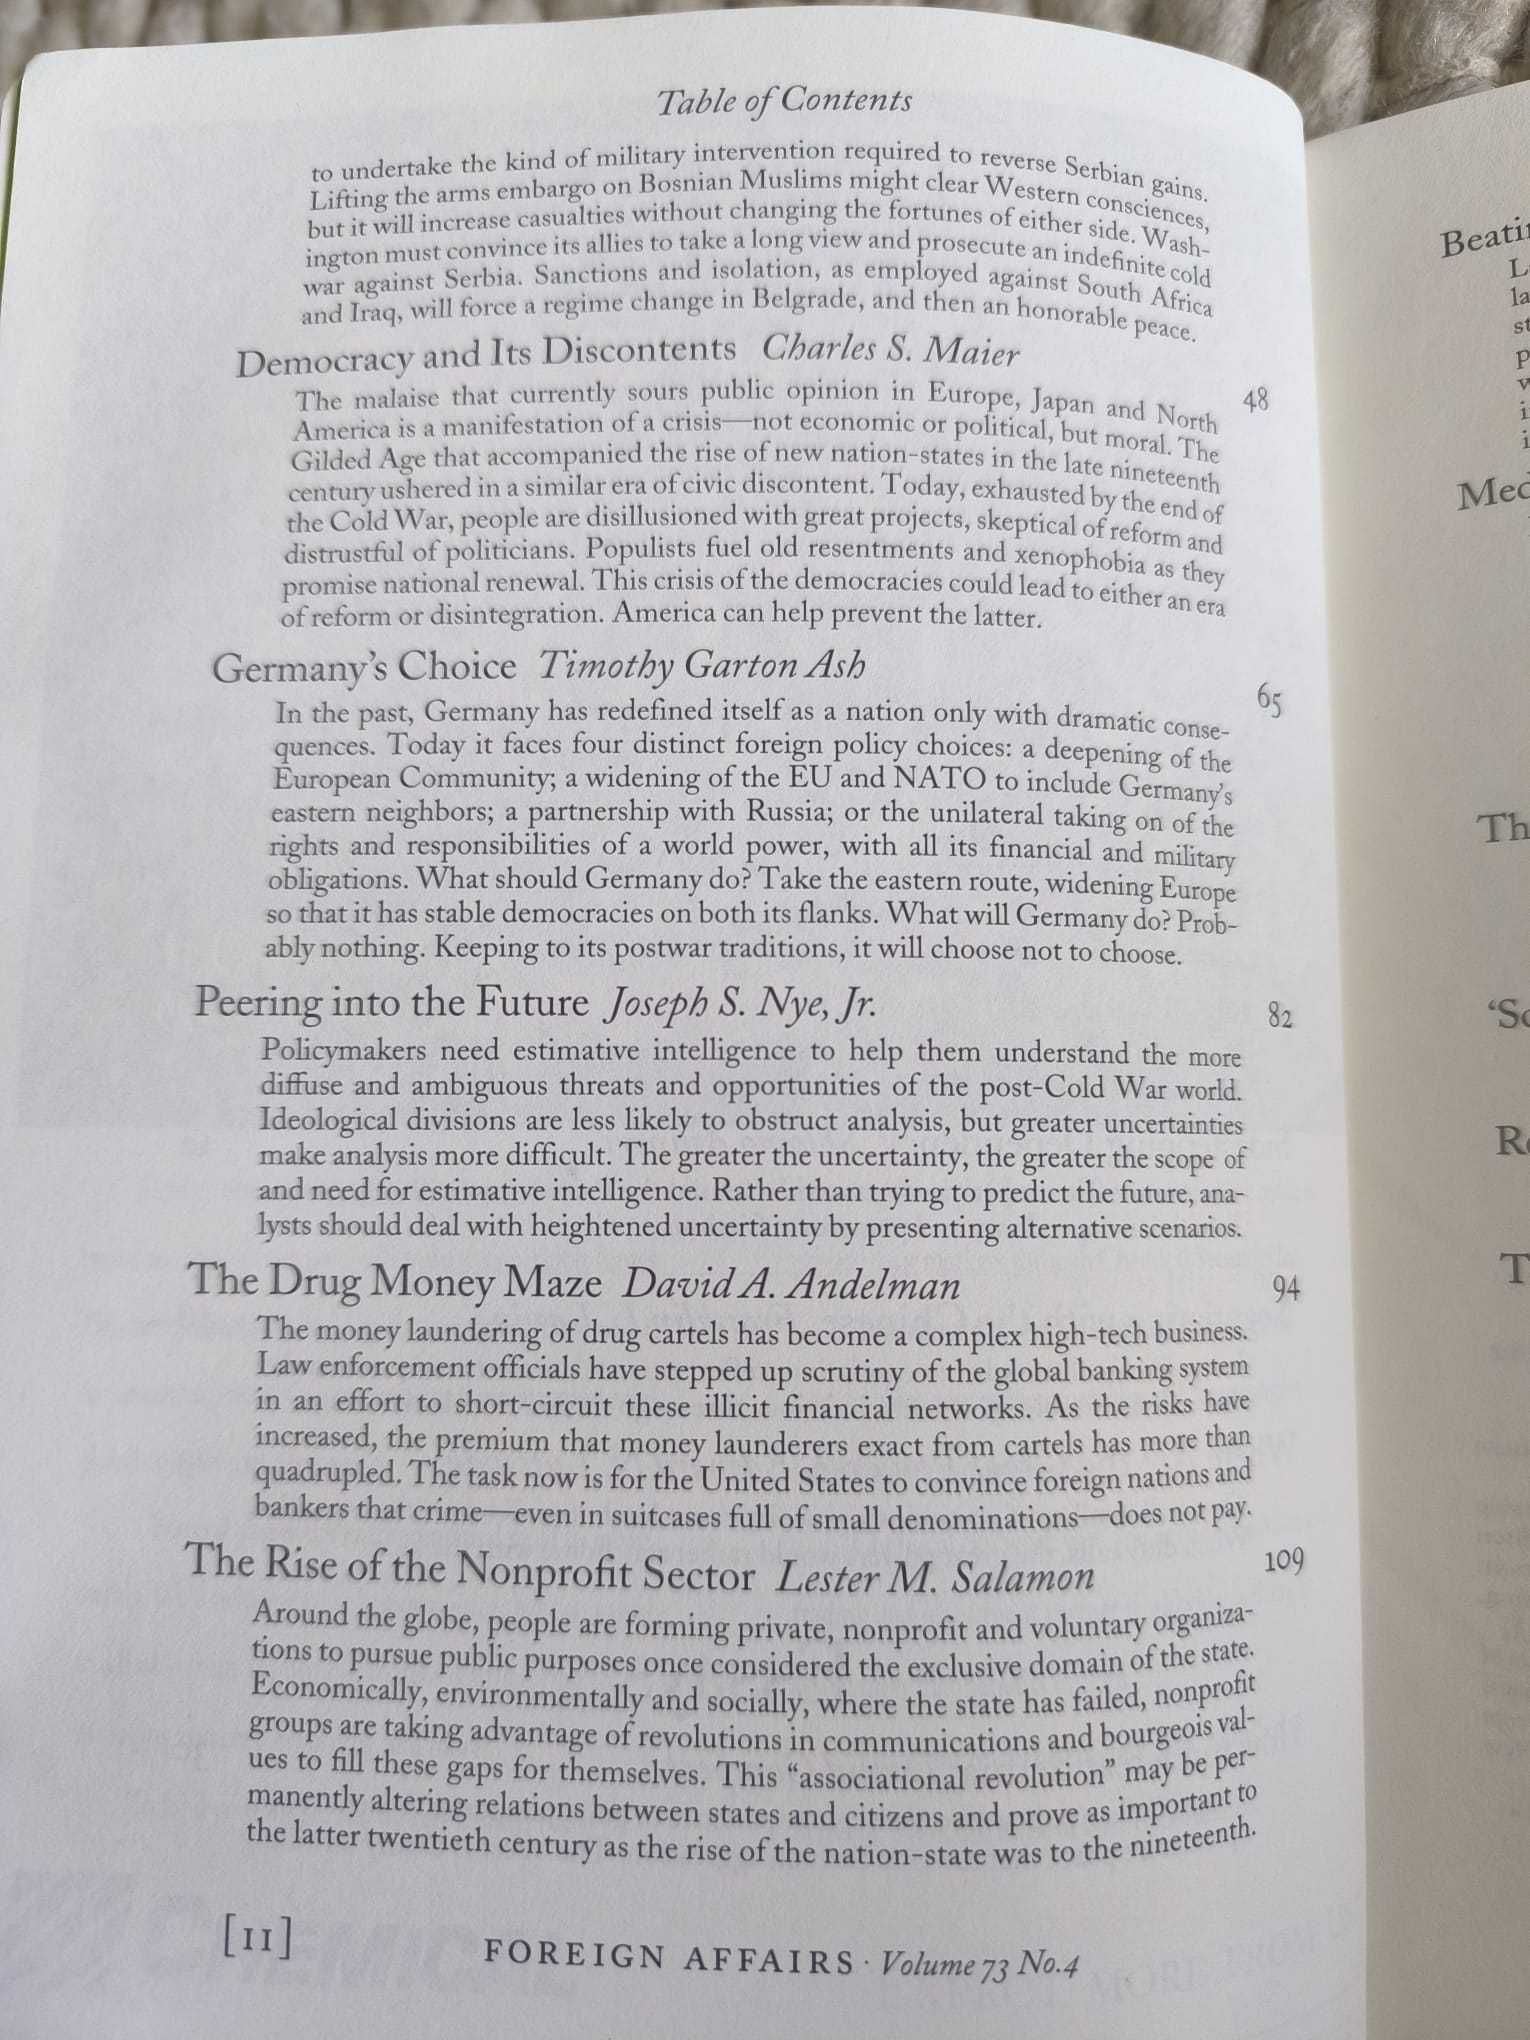 Table of Contents
to undertake the kind of military intervention required to reverse Serbian gains.
Lifting the arms embargo on Bosnian Muslims might clear Western consciences,
but it will increase casualties without changing the fortunes of either side. Wash-
ington must convince its allies to take a long view and prosecute an indefinite cold
war against Serbia. Sanctions and isolation, as employed against South Africa
and Iraq, will force a regime change in Belgrade, and then an honorable peace.
Democracy and Its Discontents Charles S. Maier 48
The malaise that currently sours public opinion in Europe, Japan and North
America is a manifestation of a crisis—not economic or political, but moral. The
Gilded Age that accompanied the rise of new nation-states in the late nineteenth
century ushered in a similar era of civic discontent. Today, exhausted by the end of
the Cold War, people are disillusioned with great projects, skeptical of reform and
distrustful of politicians. Populists fuel old resentments and xenophobia as they
promise national renewal. This crisis of the democracies could lead to either an era
of reform or disintegration. America can help prevent the latter.
Germany's Choice Timothy Garton Ash 65
In the past, Germany has redefined itself as a nation only with dramatic conse-
quences. Today it faces four distinct foreign policy choices: a deepening of the
European Community; a widening of the EU and NATO to include Germany's
eastern neighbors; a partnership with Russia; or the unilateral taking on of the
rights and responsibilities of a world power, with all its financial and military
obligations. What should Germany do? Take the eastern route, widening Europe
so that it has stable democracies on both its flanks. What will Germany do? Prob-
ably nothing. Keeping to its postwar traditions, it will choose not to choose.
Peering into the Future Joseph S. Nye, Jr. 82
Policymakers need estimative intelligence to help them understand the more
diffuse and ambiguous threats and opportunities of the post-Cold War world.
Ideological divisions are less likely to obstruct analysis, but greater uncertainties
make analysis more difficult. The greater the uncertainty, the greater the scope of
and need for estimative intelligence. Rather than trying to predict the future, ana-
lysts should deal with heightened uncertainty by presenting alternative scenarios.
The Drug Money Maze David A. Andelman 94
The money laundering of drug cartels has become a complex high-tech business.
Law enforcement officials have stepped up scrutiny of the global banking system
in an effort to short-circuit these illicit financial networks. As the risks have
increased, the premium that money launderers exact from cartels has more than
quadrupled. The task now is for the United States to convince foreign nations and
bankers that crime—even in suitcases full of small denominations—does not pay.
The Rise of the Nonprofit Sector Lester M. Salamon 109
Around the globe, people are forming private, nonprofit and voluntary organiza-
tions to pursue public purposes once considered the exclusive domain of the state.
Economically, environmentally and socially, where the state has failed, nonprofit
groups are taking advantage of revolutions in communications and bourgeois val-
ues to fill these gaps for themselves. This "associational revolution" may be per-
manently altering relations between states and citizens and prove as important to
the latter twentieth century as the rise of the nation-state was to the nineteenth.
[II] FOREIGN AFFAIRS · Volume 73 No.4